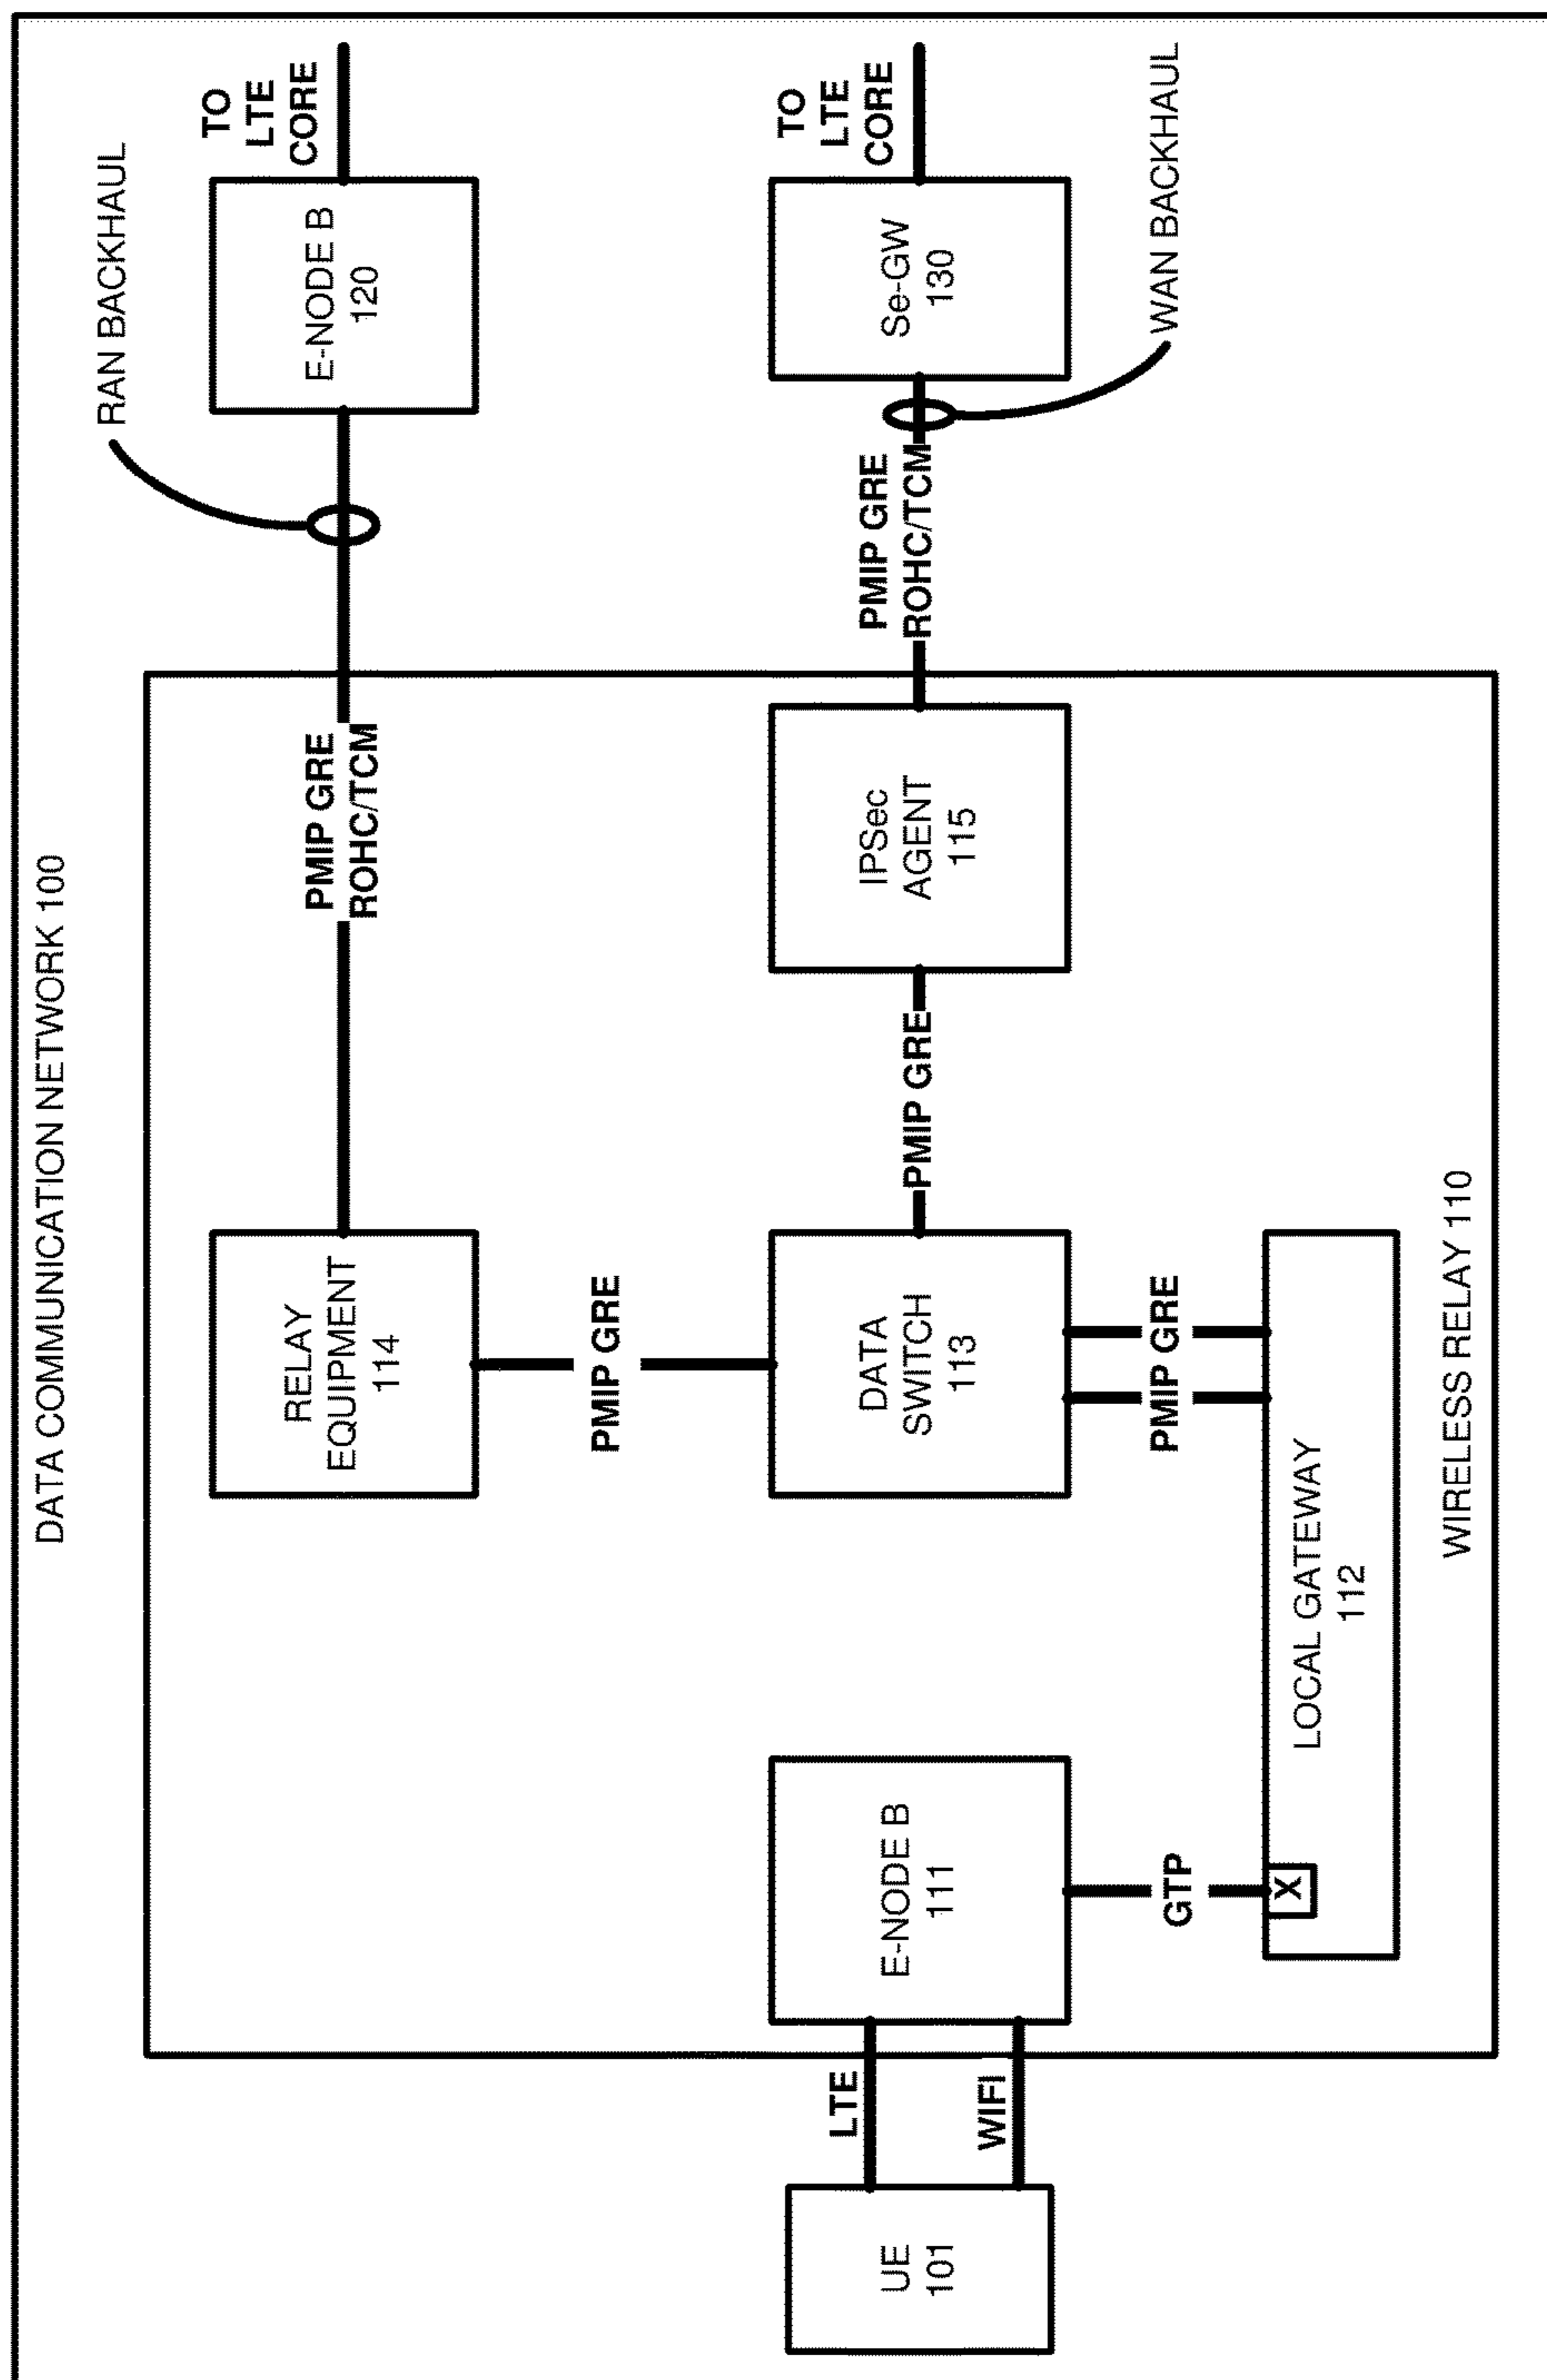 DATA COMMUNICATION NETWORK 100
RAN BACKHAUL
TO
LTE
CORE
E-NODE B
120
PMIP GRE
ROHC/TCM
RELAY
EQUIPMENT
114
PMIP GRE
TO
LTE
CORE
Se-GW
130
WAN BACKHAUL
PMIP GRE
ROHC/TCM
IPSec
AGENT
115
PMIP GRE
DATA
SWITCH
113
PMIP GRE
E-NODE B
111
LTE
WIFI
UE
101
GTP
X
LOCAL GATEWAY
112
WIRELESS RELAY 110